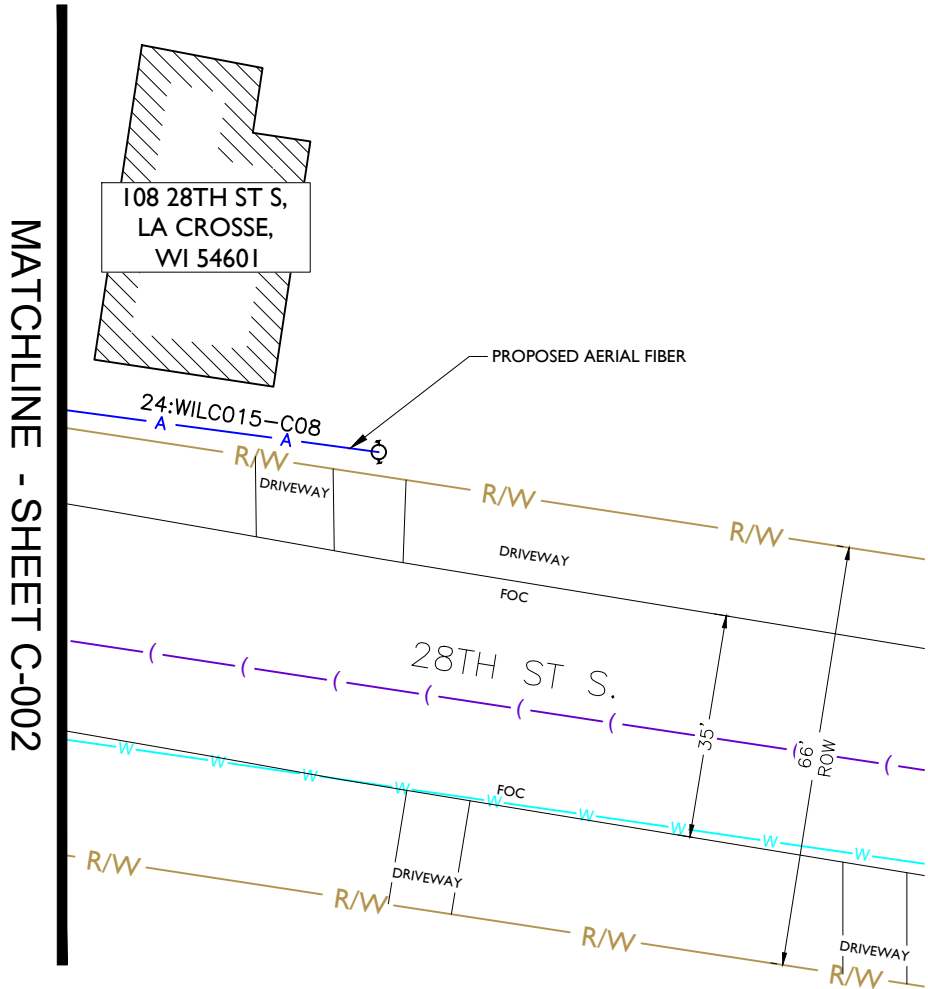 108 28TH ST S,
LA CROSSE,
WI 54601
MATCHLINE - SHEET C-002
PROPOSED AERIAL FIBER
24:WILC015-C08
A
A
R/W
R/W
R/W
DRIVEWAY
DRIVEWAY
FOC
28TH ST S.
(
(
(
(
(
(
(
(
35'
66'
ROW
W
W
W
W
W
W
W
W
W
FOC
R/W
R/W
R/W
R/W
DRIVEWAY
DRIVEWAY